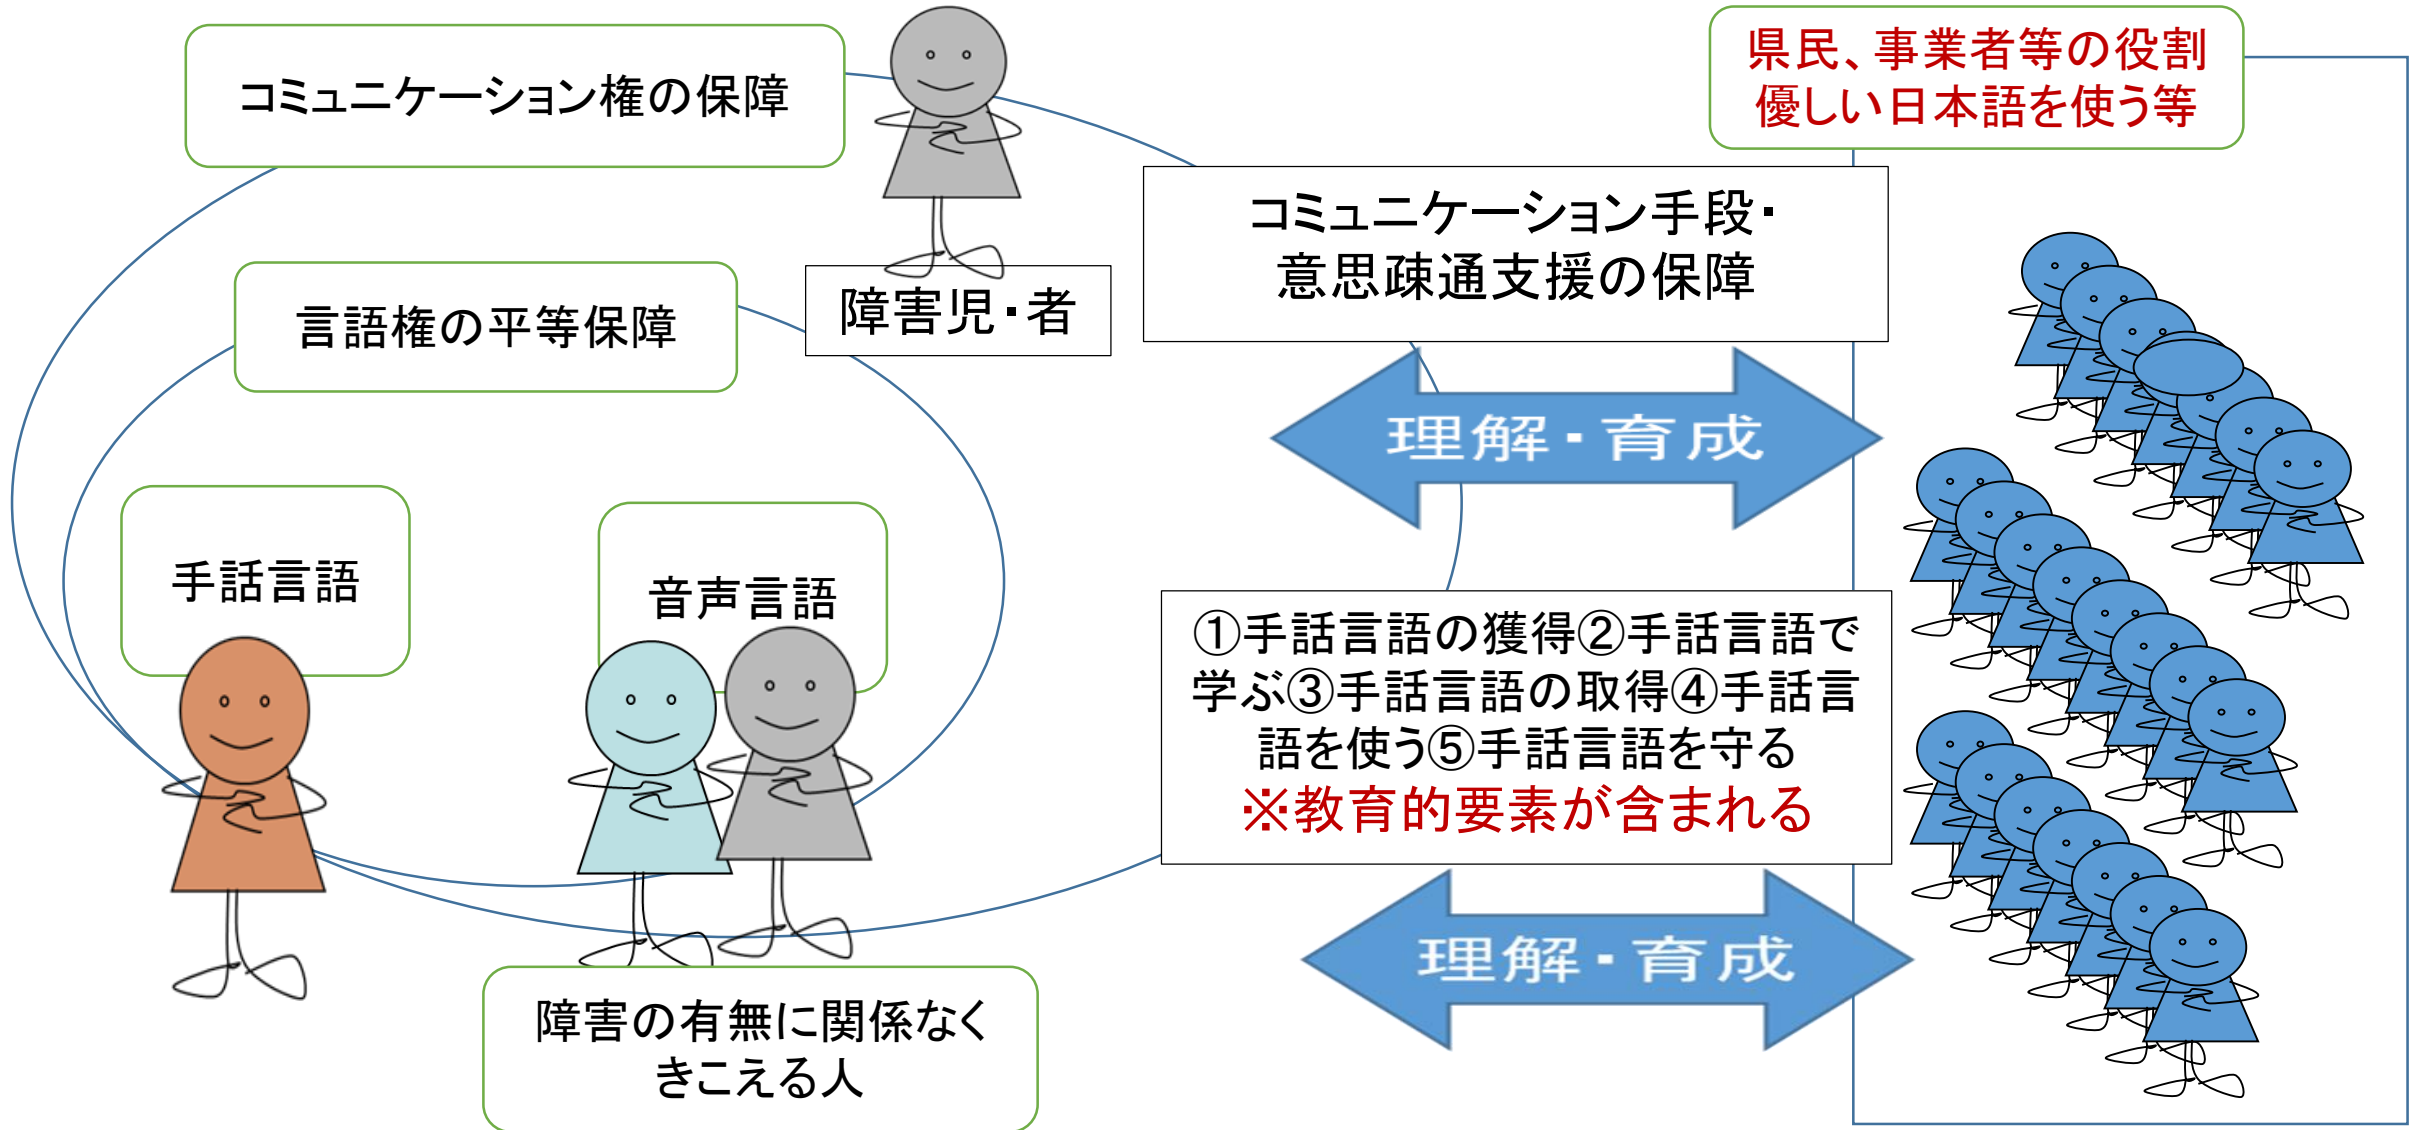 コミュニケーション権の保障
県民、事業者等の役割
優しい日本語を使う等
コミュニケーション手段・
意思疎通支援の保障
言語権の平等保障
障害児・者
理解・育成
手話言語
音声言語
①手話言語の獲得②手話言語で
学ぶ③手話言語の取得④手話言
語を使う⑤手話言語を守る
※教育的要素が含まれる
理解・育成
障害の有無に関係なく
きこえる人